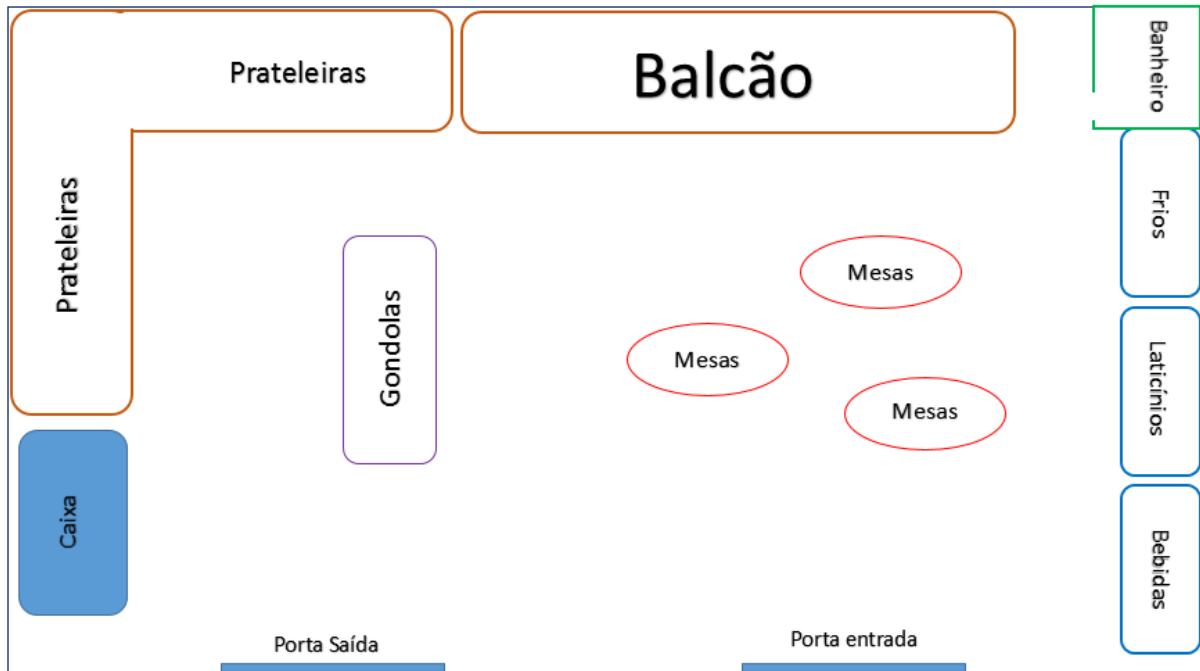 Prateleiras
Balcão
Banheiro
Prateleiras
Frios
Gondolas
Mesas
Mesas
Mesas
Laticínios
Caixa
Bebidas
Porta Saída
Porta entrada